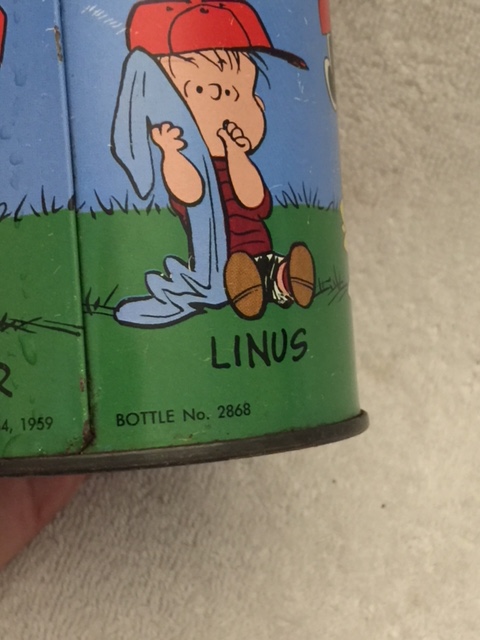 LINUS
R
4, 1959
BOTTLE No. 2868